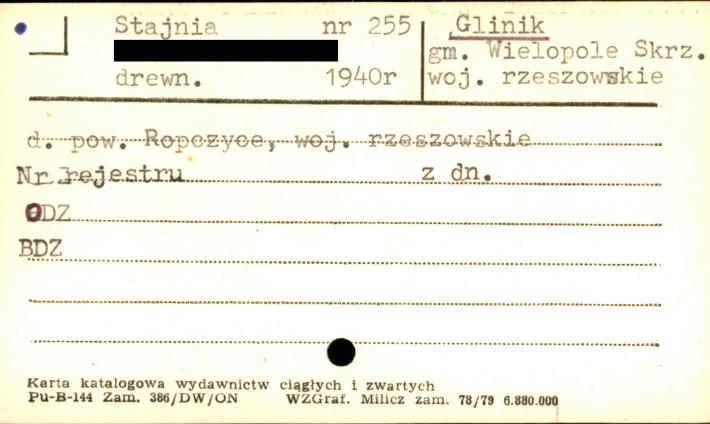 Stajnia nr 255 Glinik
gm. Wielopole Skrz.
drewn. 1940r woj. rzeszowskie
d. pow. Ropczyce, woj. rzeszowskie
Nr rejestru z dn.
ODZ
BDZ
Karta katalogowa wydawnictw ciągłych i zwartych
Pu-B-144 Zam. 386/DW/ON WZGraf. Milicz zam. 78/79 6.880.000